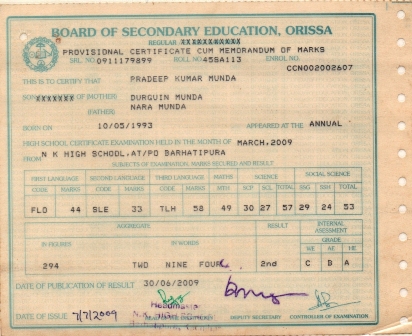 BOARD OF SECONDARY EDUCATION, ORISSA
REGULAR XXXXXXXXXXX
PROVISIONAL CERTIFICATE CUM MEMORANDUM OF MARKS
SRL NO 0911179899 ROLL NO 458A113 ENROL NO
CCN002002607
THIS IS TO CERTIFY THAT PRADEEP KUMAR MUNDA
SON XXXXXXX OF (MOTHER) DURGUIN MUNDA
(FATHER) NARA MUNDA
BORN ON 10/05/1993 APPEARED AT THE ANNUAL
HIGH SCHOOL CERTIFICATE EXAMINATION HELD IN THE MONTH OF MARCH,2009
FROM N K HIGH SCHOOL,AT/PO BARHATIPURA
SUBJECTS OF EXAMINATION, MARKS SECURED AND RESULT
FIRST LANGUAGE SECOND LANGUAGE THIRD LANGUAGE MATHS SCIENCE SOCIAL SCIENCE
CODE MARKS CODE MARKS CODE MARKS MTH SCP SCL TOTAL SSG SSH TOTAL
FLO 44 SLE 33 TLH 58 49 30 27 57 29 24 53
AGGREGATE RESULT INTERNAL ASSESSMENT
IN FIGURES IN WORDS GRADE
WE AE HE
294 TWO NINE FOUR 2nd C B A
DATE OF PUBLICATION OF RESULT 30/06/2009
DATE OF ISSUE 7/7/2009 Headmaster DEPUTY SECRETARY CONTROLLER OF EXAMINATION